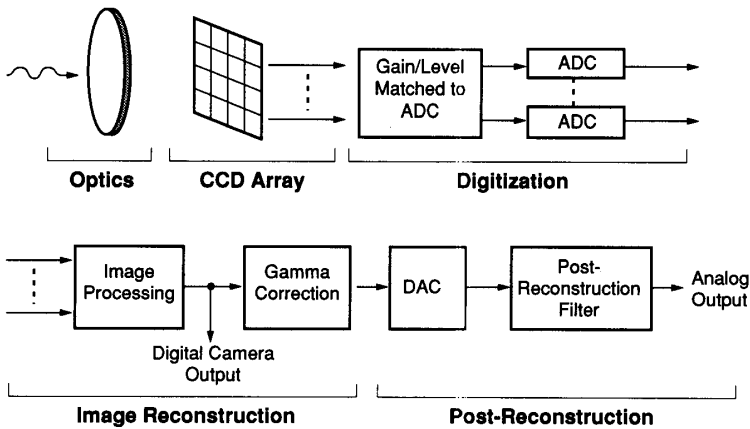 Gain/Level
Matched to
ADC
ADC
ADC
Optics
CCD Array
Digitization
Image
Processing
Gamma
Correction
DAC
Post-
Reconstruction
Filter
Analog
Output
Digital Camera
Output
Image Reconstruction
Post-Reconstruction